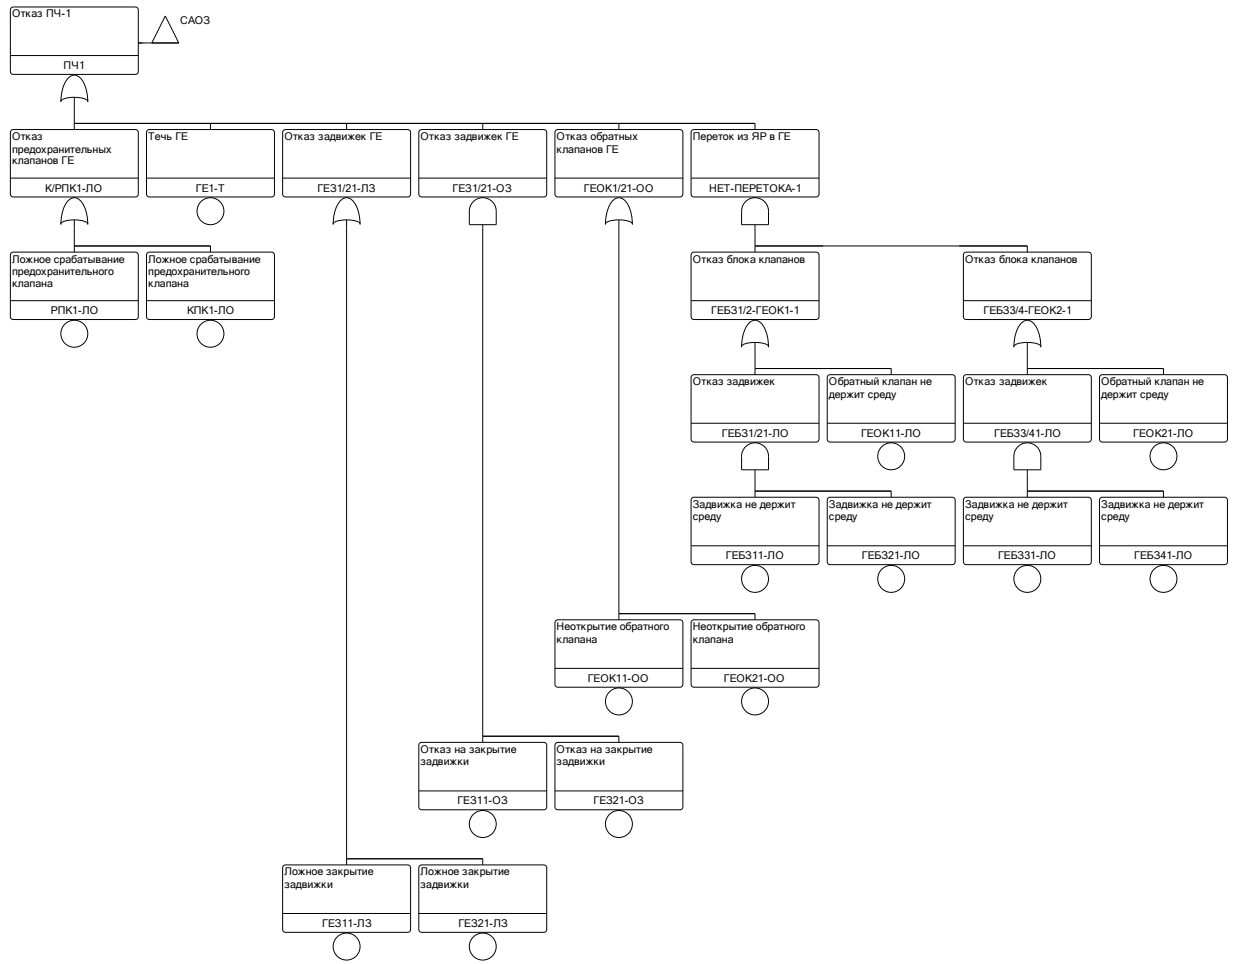 Отказ ПЧ-1
САОЗ
ПЧ1
Отказ
предохранительных
клапанов ГЕ
К/РПК1-ЛО
Течь ГЕ
ГЕ1-Т
Отказ задвижек ГЕ
ГЕЗ1/21-ЛЗ
Отказ задвижек ГЕ
ГЕЗ1/21-ОЗ
Отказ обратных
клапанов ГЕ
ГЕОК1/21-ОО
Переток из ЯР в ГЕ
НЕТ-ПЕРЕТОКА-1
Ложное срабатывание
предохранительного
клапана
РПК1-ЛО
Ложное срабатывание
предохранительного
клапана
КПК1-ЛО
Отказ блока клапанов
ГЕБЗ1/2-ГЕОК1-1
Отказ блока клапанов
ГЕБЗ3/4-ГЕОК2-1
Отказ задвижек
ГЕБЗ1/21-ЛО
Обратный клапан не
держит среду
ГЕОК11-ЛО
Отказ задвижек
ГЕБЗ3/41-ЛО
Обратный клапан не
держит среду
ГЕОК21-ЛО
Задвижка не держит
среду
ГЕБЗ11-ЛО
Задвижка не держит
среду
ГЕБЗ21-ЛО
Задвижка не держит
среду
ГЕБЗ31-ЛО
Задвижка не держит
среду
ГЕБЗ41-ЛО
Неоткрытие обратного
клапана
ГЕОК11-ОО
Неоткрытие обратного
клапана
ГЕОК21-ОО
Отказ на закрытие
задвижки
ГЕЗ11-ОЗ
Отказ на закрытие
задвижки
ГЕЗ21-ОЗ
Ложное закрытие
задвижки
ГЕЗ11-ЛЗ
Ложное закрытие
задвижки
ГЕЗ21-ЛЗ